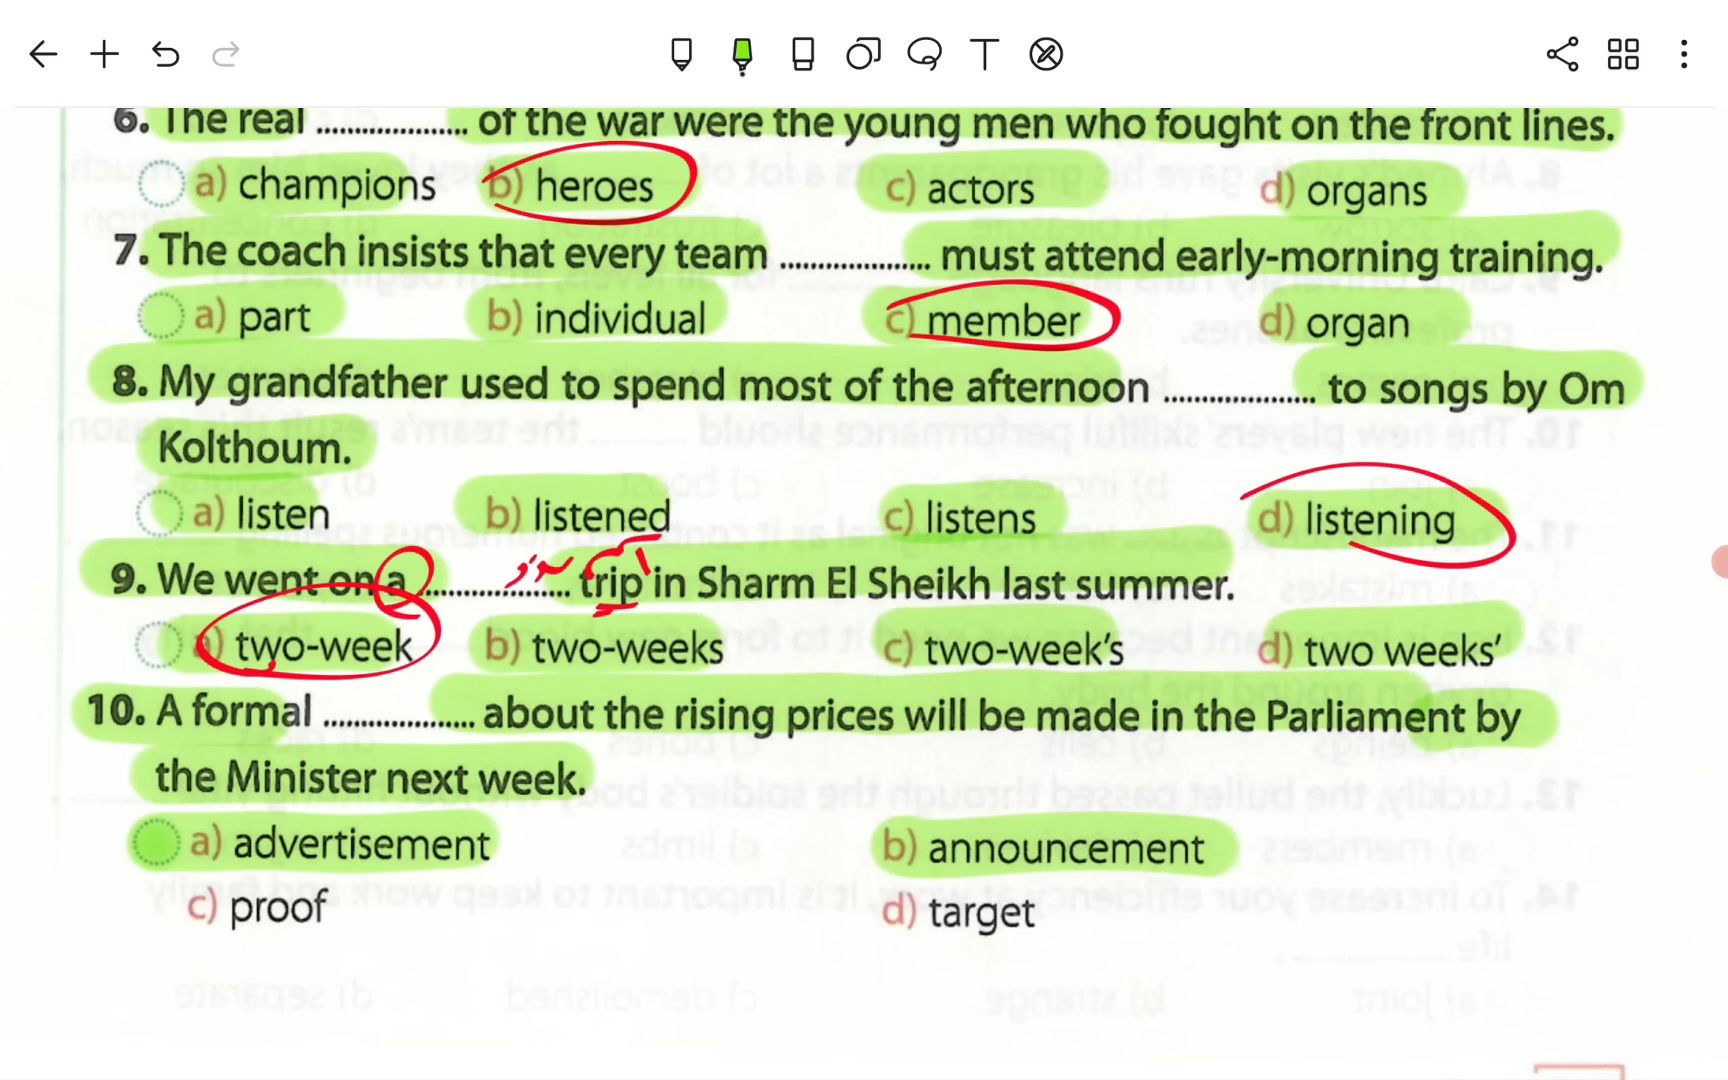 6. The real .................. of the war were the young men who fought on the front lines.
a) champions b) heroes c) actors d) organs
7. The coach insists that every team .................. must attend early-morning training.
a) part b) individual c) member d) organ
8. My grandfather used to spend most of the afternoon .................. to songs by Om
Kolthoum.
a) listen b) listened c) listens d) listening
9. We went on a .................. trip in Sharm El Sheikh last summer.
a) two-week b) two-weeks c) two-week's d) two weeks'
10. A formal .................. about the rising prices will be made in the Parliament by
the Minister next week.
a) advertisement b) announcement
c) proof d) target